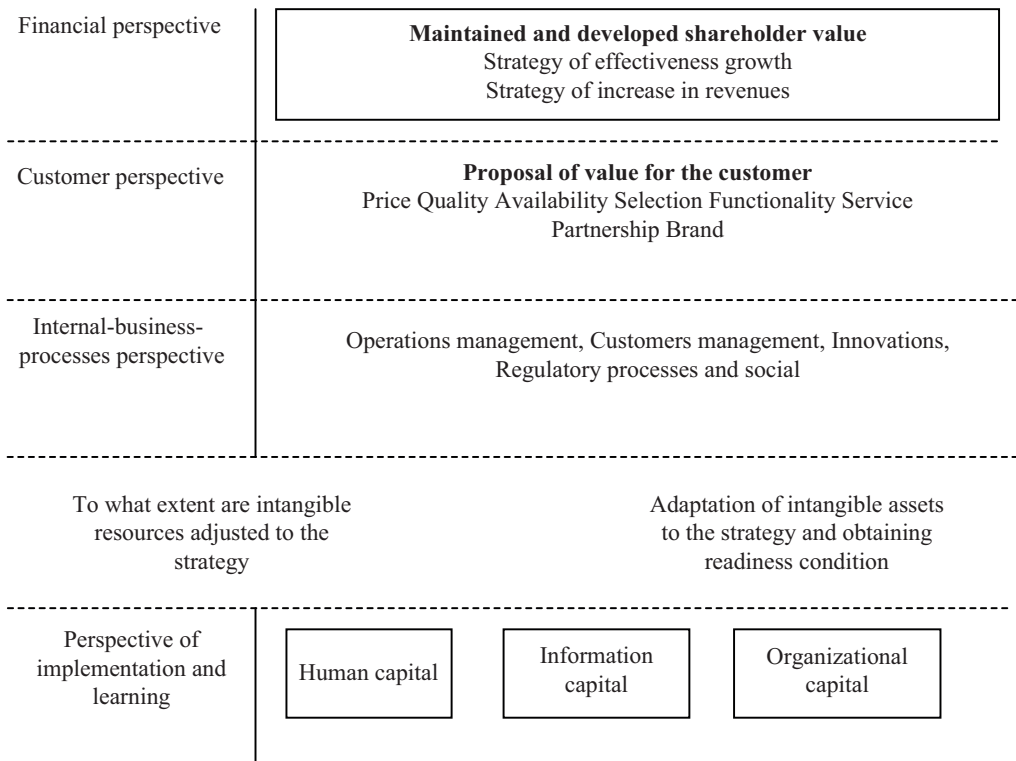 Financial perspective
Maintained and developed shareholder value
Strategy of effectiveness growth
Strategy of increase in revenues
Customer perspective
Proposal of value for the customer
Price Quality Availability Selection Functionality Service
Partnership Brand
Internal-business-
processes perspective
Operations management, Customers management, Innovations,
Regulatory processes and social
To what extent are intangible
resources adjusted to the
strategy
Adaptation of intangible assets
to the strategy and obtaining
readiness condition
Perspective of
implementation and
learning
Human capital
Information
capital
Organizational
capital